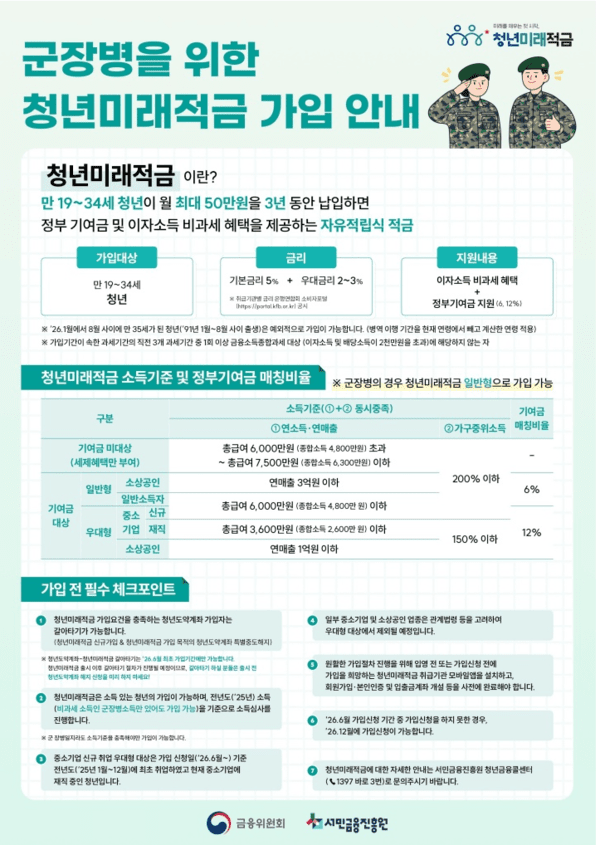 미래를 채우는 첫 시작,
청년미래적금
군장병을 위한
청년미래적금 가입 안내
청년미래적금 이란?
만 19~34세 청년이 월 최대 50만원을 3년 동안 납입하면
정부 기여금 및 이자소득 비과세 혜택을 제공하는 자유적립식 적금
가입대상
만 19~34세
청년
금리
기본금리 5% + 우대금리 2~3%
※ 취급기관별 금리 은행연합회 소비자포털
(https://portal.kfb.or.kr) 공시
지원내용
이자소득 비과세 혜택
+
정부기여금 지원 (6, 12%)
※ '26.1월에서 8월 사이에 만 35세가 된 청년('91년 1월~8월 사이 출생)은 예외적으로 가입이 가능합니다. (병역 이행 기간을 현재 연령에서 빼고 계산한 연령 적용)
※ 가입기간이 속한 과세기간의 직전 3개 과세기간 중 1회 이상 금융소득종합과세 대상 (이자소득 및 배당소득이 2천만원을 초과)에 해당하지 않는 자
청년미래적금 소득기준 및 정부기여금 매칭비율
※ 군장병의 경우 청년미래적금 일반형으로 가입 가능
구분
소득기준(①+② 동시충족)
기여금
매칭비율
①연소득·연매출
②가구중위소득
기여금 미대상
(세제혜택만 부여)
총급여 6,000만원 (종합소득 4,800만원) 초과
~ 총급여 7,500만원 (종합소득 6,300만원) 이하
200% 이하
-
기여금
대상
일반형
소상공인
연매출 3억원 이하
6%
일반소득자
총급여 6,000만원 (종합소득 4,800만 원) 이하
우대형
중소
기업
신규
재직
총급여 3,600만원 (종합소득 2,600만 원) 이하
150% 이하
12%
소상공인
연매출 1억원 이하
가입 전 필수 체크포인트
1 청년미래적금 가입요건을 충족하는 청년도약계좌 가입자는
갈아타기가 가능합니다.
(청년미래적금 신규가입 & 청년미래적금 가입 목적의 청년도약계좌 특별중도해지)
※ 청년도약계좌-청년미래적금 갈아타기는 '26.6월 최초 가입기간에만 가능합니다.
청년미래적금 출시 이후 갈아타기 절차가 진행될 예정이므로, 갈아타기 하실 분들은 출시 전
청년도약계좌 해지 신청을 미리 하지 마세요!
2 청년미래적금은 소득 있는 청년의 가입이 가능하며, 전년도('25년) 소득
(비과세 소득인 군장병소득만 있어도 가입 가능)을 기준으로 소득심사를
진행합니다.
※ 군 장병일지라도 소득기준을 충족해야만 가입이 가능합니다.
3 중소기업 신규 취업 우대형 대상은 가입 신청일('26.6월~) 기준
전년도('25년 1월~12월)에 최초 취업하였고 현재 중소기업에
재직 중인 청년입니다.
4 일부 중소기업 및 소상공인 업종은 관계법령 등을 고려하여
우대형 대상에서 제외될 예정입니다.
5 원활한 가입절차 진행을 위해 입영 전 또는 가입신청 전에
가입을 희망하는 청년미래적금 취급기관 모바일앱을 설치하고,
회원가입·본인인증 및 입출금계좌 개설 등을 사전에 완료해야 합니다.
6 '26.6월 가입신청 기간 중 가입신청을 하지 못한 경우,
'26.12월에 가입신청이 가능합니다.
7 청년미래적금에 대한 자세한 안내는 서민금융진흥원 청년금융콜센터
(📞1397 바로 3번)로 문의주시기 바랍니다.
금융위원회
서민금융진흥원